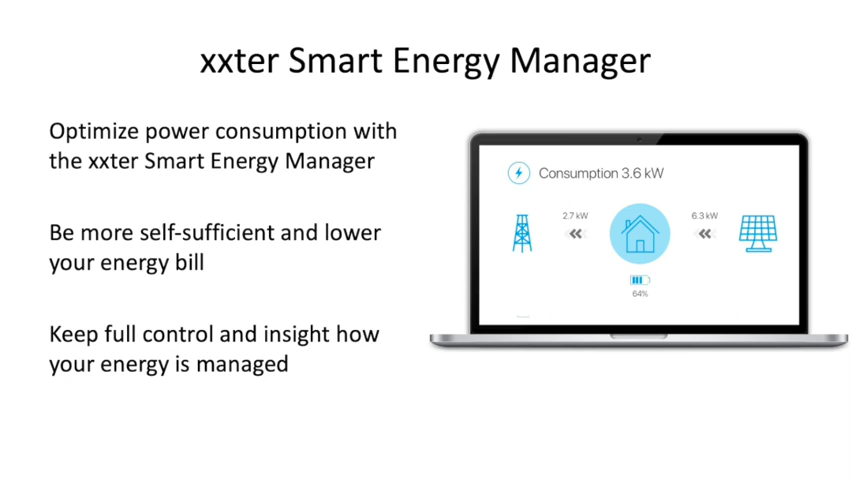 xxter Smart Energy Manager
Optimize power consumption with
the xxter Smart Energy Manager
Be more self-sufficient and lower
your energy bill
Keep full control and insight how
your energy is managed
Consumption 3.6 kW
2.7 kW
6.3 kW
64%